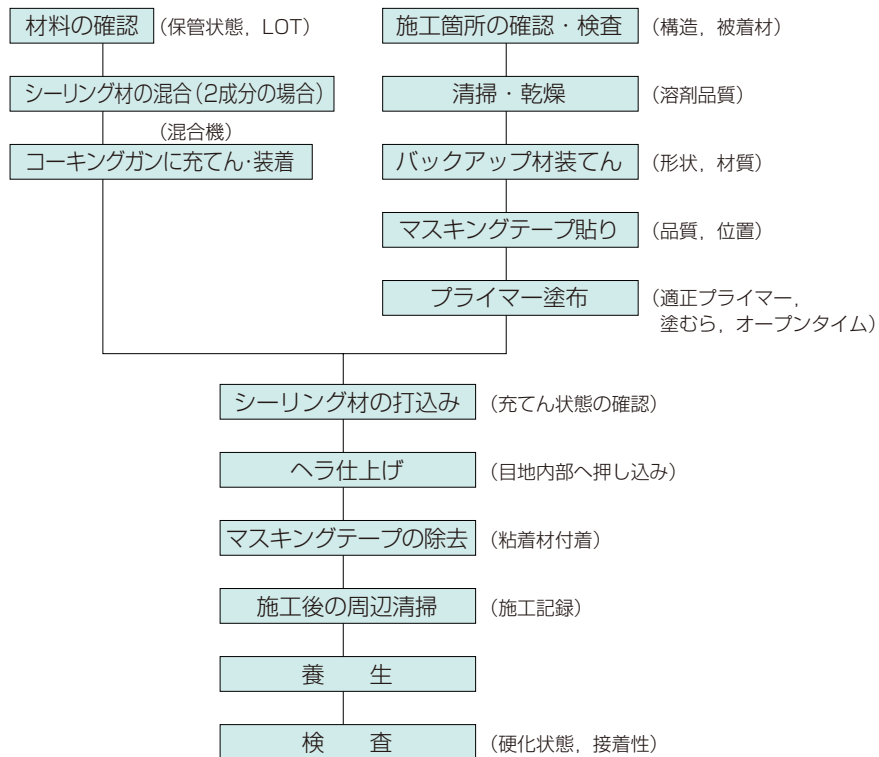 材料の確認（保管状態，LOT）
シーリング材の混合（2成分の場合）
（混合機）
コーキングガンに充てん・装着
施工箇所の確認・検査（構造，被着材）
清掃・乾燥（溶剤品質）
バックアップ材装てん（形状，材質）
マスキングテープ貼り（品質，位置）
プライマー塗布（適正プライマー，
塗むら，オープンタイム）
シーリング材の打込み（充てん状態の確認）
ヘラ仕上げ（目地内部へ押し込み）
マスキングテープの除去（粘着材付着）
施工後の周辺清掃（施工記録）
養　生
検　査（硬化状態，接着性）